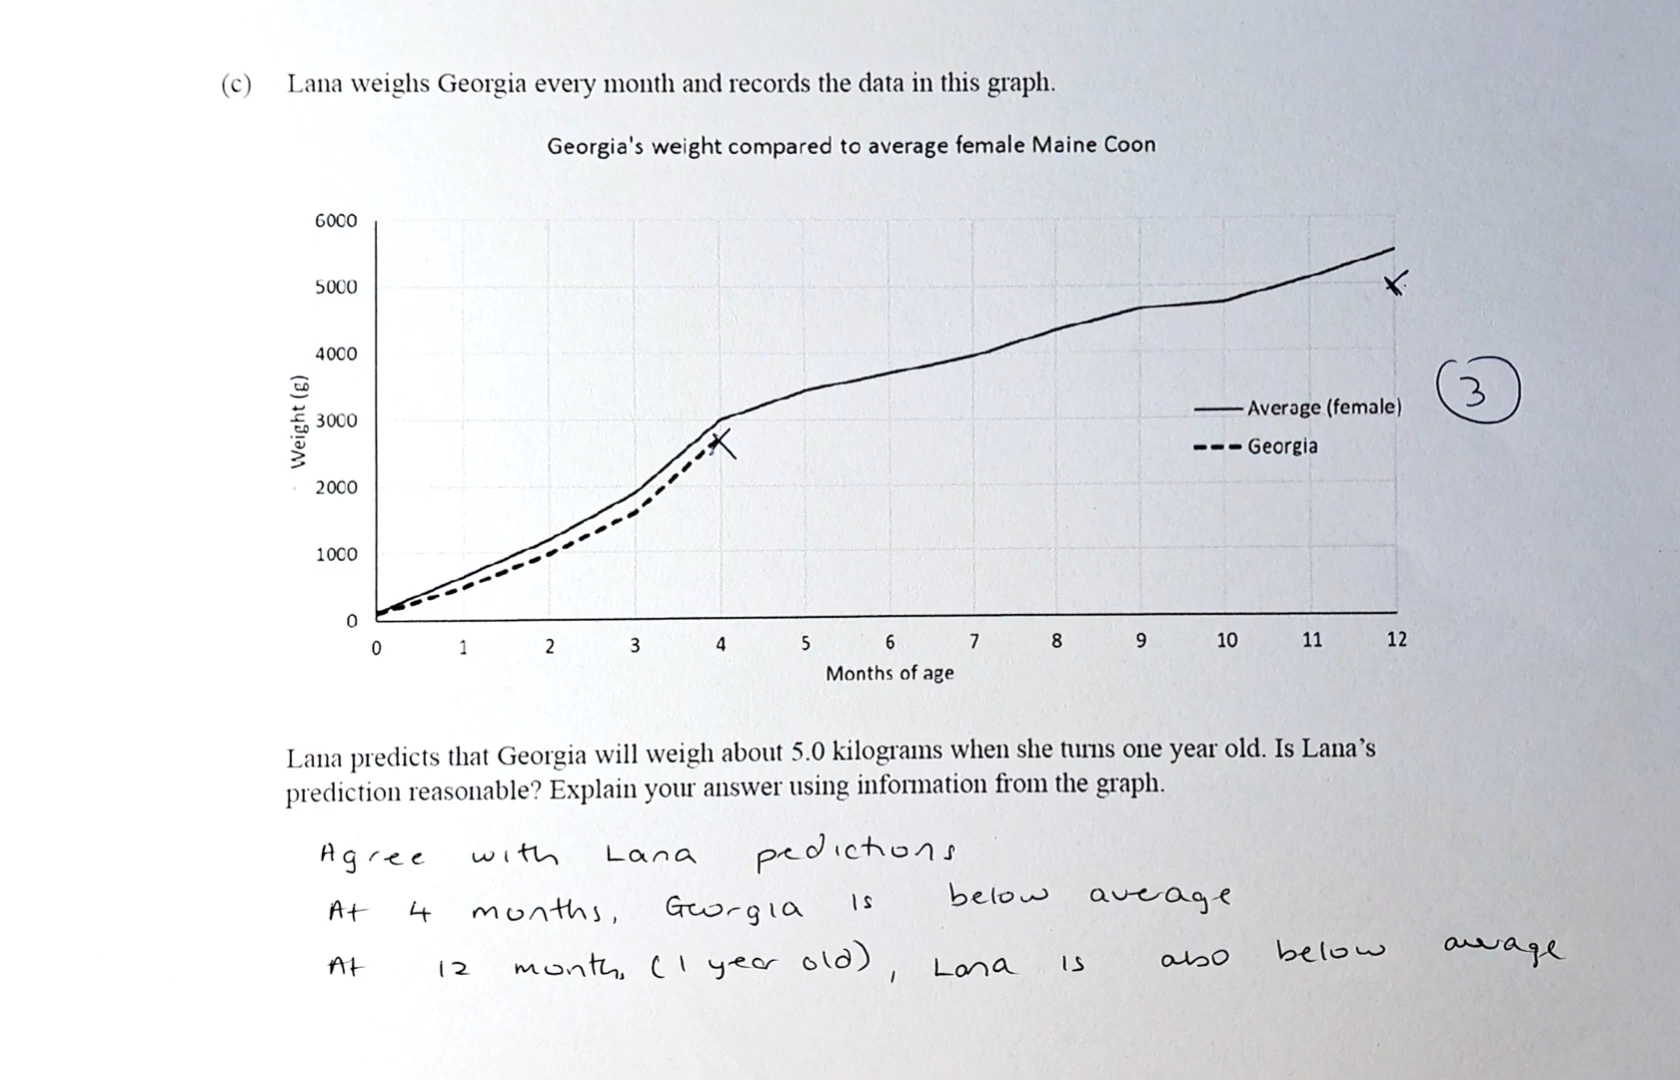 (c) Lana weighs Georgia every month and records the data in this graph.
Georgia's weight compared to average female Maine Coon
6000
5000
4000
3000
2000
1000
0
Weight (g)
0 1 2 3 4 5 6 7 8 9 10 11 12
Months of age
Average (female)
Georgia
3
Lana predicts that Georgia will weigh about 5.0 kilograms when she turns one year old. Is Lana's
prediction reasonable? Explain your answer using information from the graph.
Agree with Lana pedictions
At 4 months, Georgia is below average
At 12 month, (1 year old), Lana is also below average